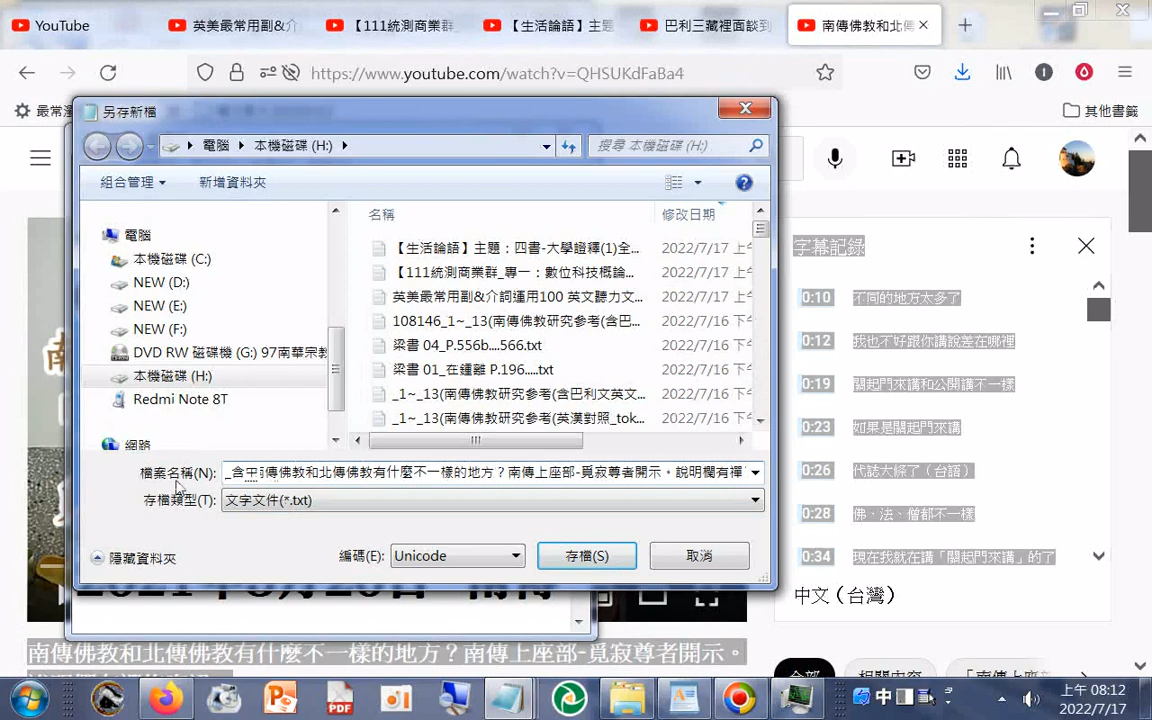 YouTube
英美最常用副&介
【111統測商業群_
【生活論語】主題
巴利三藏裡面談到
南傳佛教和北傳
https://www.youtube.com/watch?v=QHSUKdFaBa4
最常
其他書籤
另存新檔
電腦 本機磁碟 (H:)
搜尋 本機磁碟 (H:)
組合管理 新增資料夾
電腦
本機磁碟 (C:)
NEW (D:)
NEW (E:)
NEW (F:)
DVD RW 磁碟機 (G:) 97南華宗教
本機磁碟 (H:)
Redmi Note 8T
網路
名稱 修改日期
【生活論語】主題：四書-大學證釋(1)全... 2022/7/17 上
【111統測商業群_專一：數位科技概論... 2022/7/17 上
英美最常用副&介詞運用100 英文聽力文... 2022/7/17 上
108146_1~_13(南傳佛教研究參考(含巴... 2022/7/16 下
梁書 04_P.556b....566.txt 2022/7/16 下
梁書 01_在鍾離 P.196....txt 2022/7/16 下
_1~_13(南傳佛教研究參考(含巴利文英文... 2022/7/16 下
_1~_13(南傳佛教研究參考(英漢對照_tok... 2022/7/16 下
檔案名稱(N): 傳佛教和北傳佛教有什麼不一樣的地方？南傳上座部-覓寂尊者開示。說明欄有禪
存檔類型(T): 文字文件(*.txt)
隱藏資料夾 編碼(E): Unicode 存檔(S) 取消
字幕記錄
0:10 不同的地方太多了
0:12 我也不好跟你講說差在哪裡
0:19 關起門來講和公開講不一樣
0:23 如果是關起門來講
0:26 代誌大條了（台語）
0:28 佛、法、僧都不一樣
0:34 現在我就在講「關起門來講」的了
中文（台灣）
南傳佛教和北傳佛教有什麼不一樣的地方？南傳上座部-覓寂尊者開示。
全部 相關內容
中
上午 08:12
2022/7/17